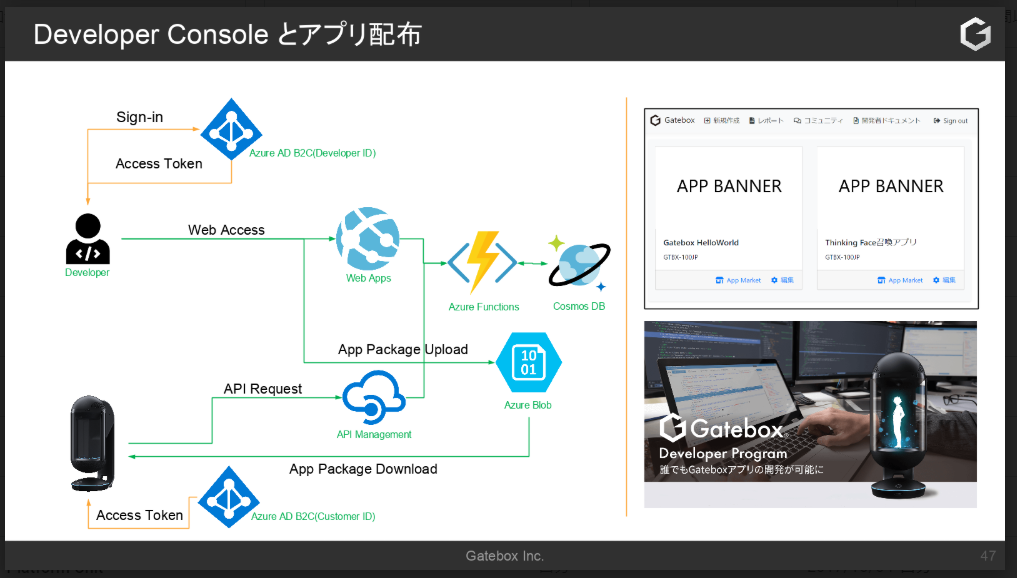 Developer Console とアプリ配布
Sign-in
Azure AD B2C(Developer ID)
Access Token
Developer
Web Access
Web Apps
Azure Functions
Cosmos DB
App Package Upload
10
01
Azure Blob
API Request
API Management
App Package Download
Access Token
Azure AD B2C(Customer ID)
Gatebox 新規作成 レポート コミュニティ 開発者ドキュメント Sign out
APP BANNER
Gatebox HelloWorld
GTBX-100JP
App Market 編集
APP BANNER
Thinking Face召喚アプリ
GTBX-100JP
App Market 編集
Gatebox
Developer Program
誰でもGateboxアプリの開発が可能に
Gatebox Inc.
47